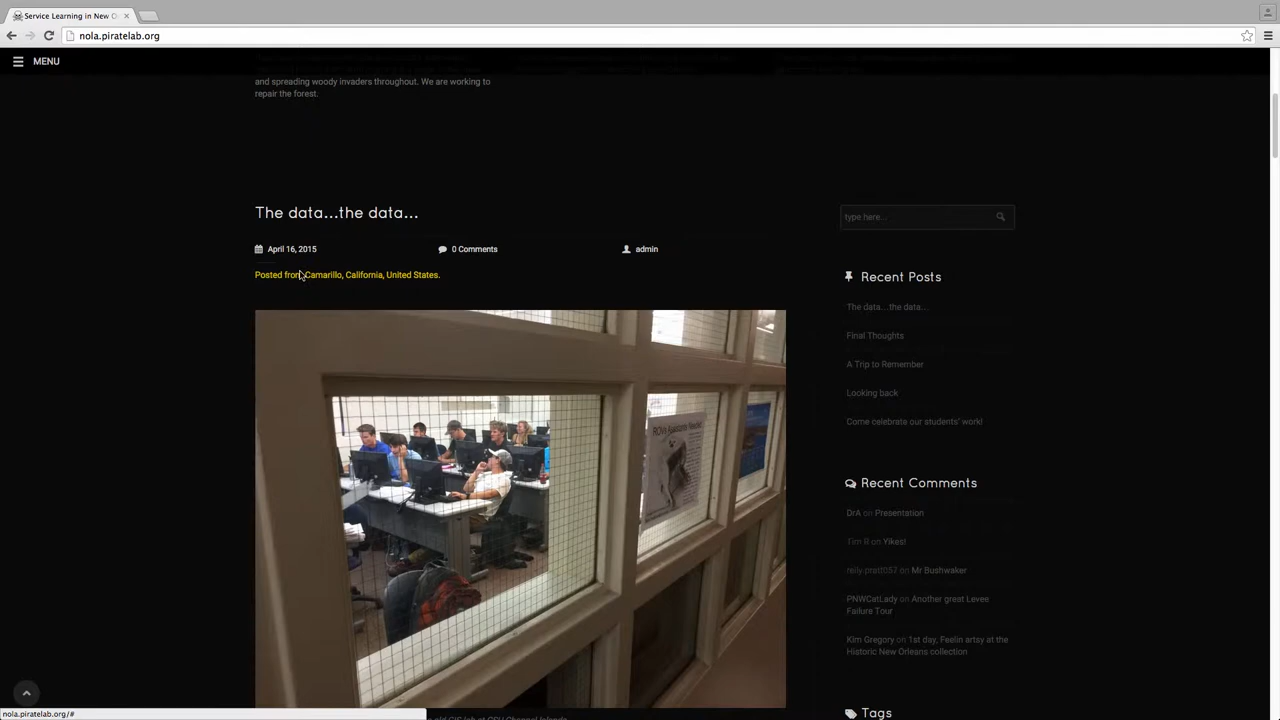 Service Learning in New O
nola.piratelab.org
MENU
and spreading woody invaders throughout. We are working to
repair the forest.
The data...the data...
April 16, 2015
0 Comments
admin
Posted from Camarillo, California, United States.
type here...
Recent Posts
The data...the data...
Final Thoughts
A Trip to Remember
Looking back
Come celebrate our students' work!
Recent Comments
DrA on Presentation
Tim R on Yikes!
reily.pratt057 on Mr Bushwaker
PNWCatLady on Another great Levee
Failure Tour
Kim Gregory on 1st day, Feelin artsy at the
Historic New Orleans collection
Tags
nola.piratelab.org/#